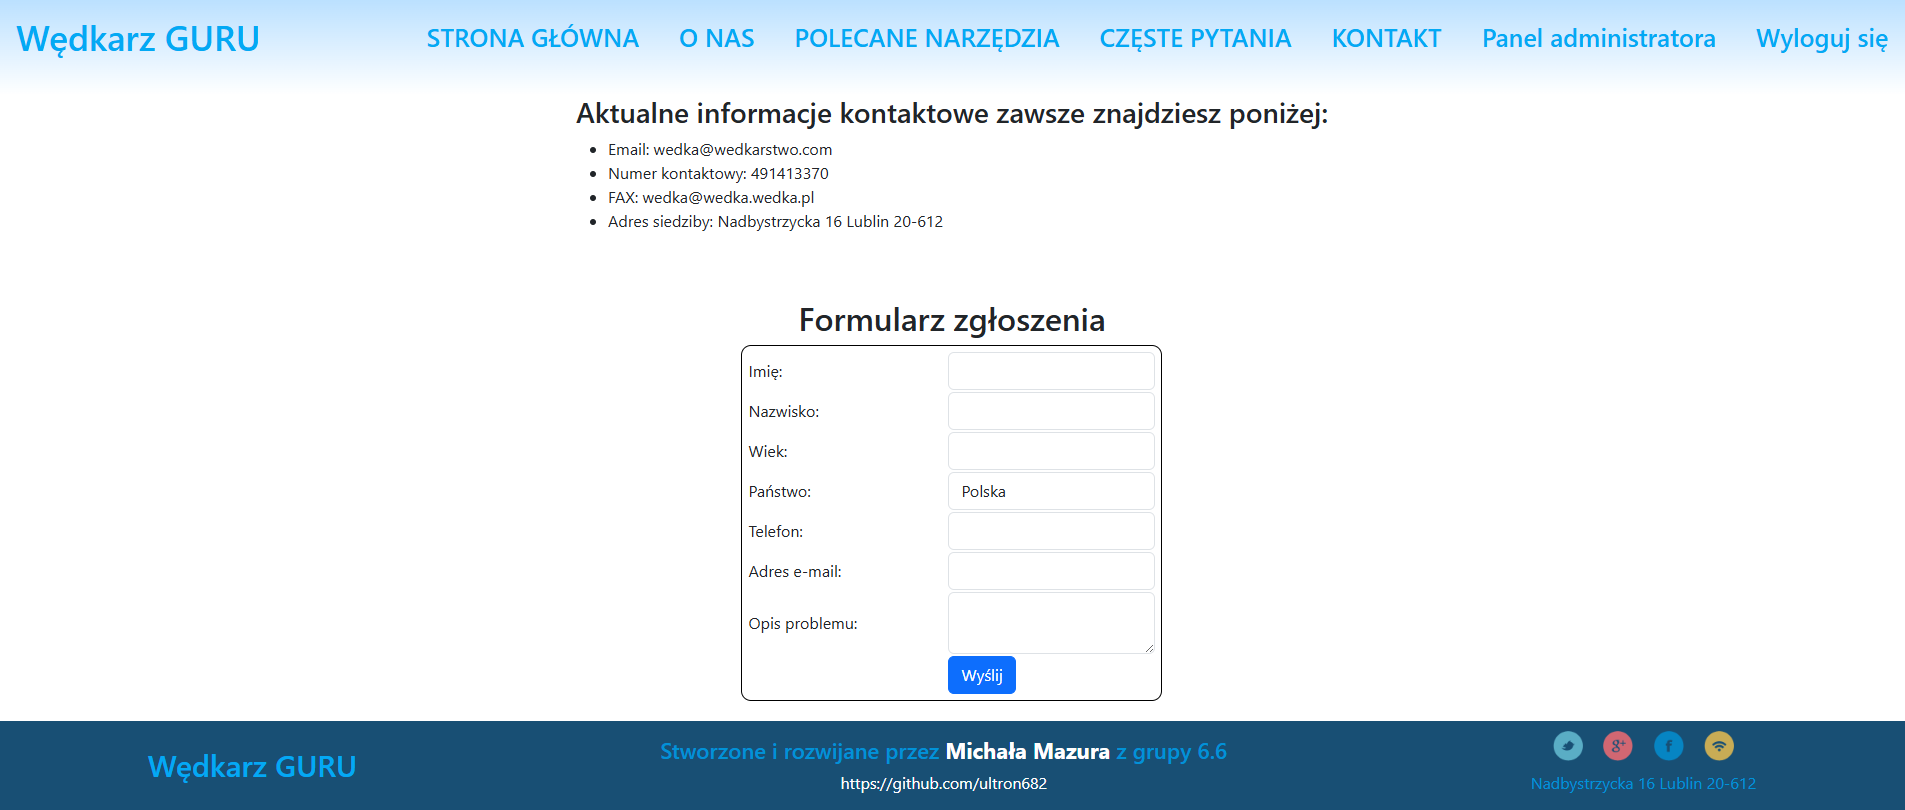 Wędkarz GURU
STRONA GŁÓWNA
O NAS
POLECANE NARZĘDZIA
CZĘSTE PYTANIA
KONTAKT
Panel administratora
Wyloguj się
Aktualne informacje kontaktowe zawsze znajdziesz poniżej:
Email: wedka@wedkarstwo.com
Numer kontaktowy: 491413370
FAX: wedka@wedka.wedka.pl
Adres siedziby: Nadbystrzycka 16 Lublin 20-612
Formularz zgłoszenia
Imię:
Nazwisko:
Wiek:
Państwo: Polska
Telefon:
Adres e-mail:
Opis problemu:
Wyślij
Wędkarz GURU
Stworzone i rozwijane przez Michała Mazura z grupy 6.6
https://github.com/ultron682
g+
f
Nadbystrzycka 16 Lublin 20-612